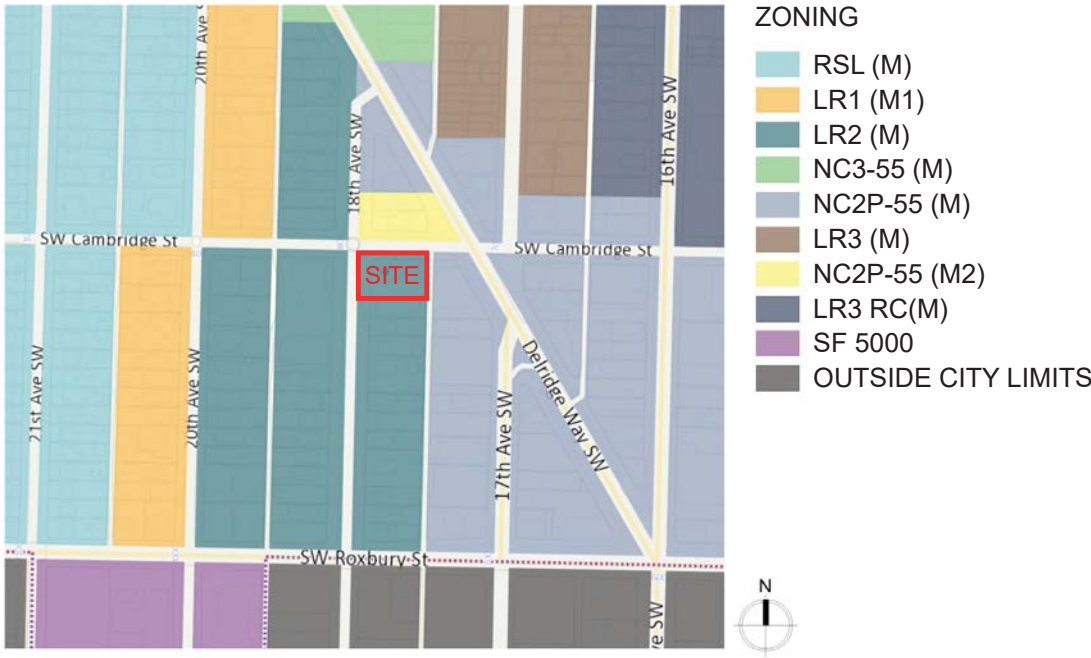 20th Ave SW
18th Ave SW
16th Ave SW
SW Cambridge St
SW Cambridge St
SITE
21st Ave SW
20th Ave SW
17th Ave SW
Delridge Way SW
SW Roxbury St
ve SW
ZONING
RSL (M)
LR1 (M1)
LR2 (M)
NC3-55 (M)
NC2P-55 (M)
LR3 (M)
NC2P-55 (M2)
LR3 RC(M)
SF 5000
OUTSIDE CITY LIMITS
N